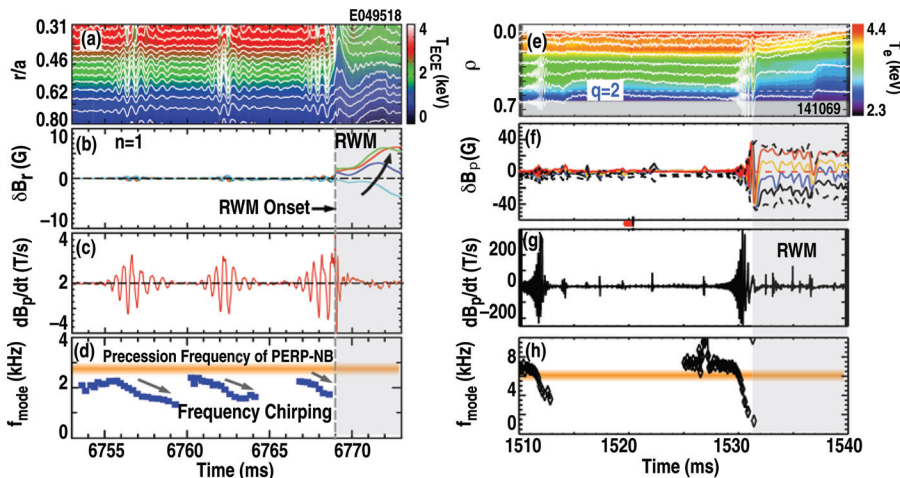 E049518
(a)
0.31
0.46
0.62
0.80
r/a
4
2
0
T_ECE (keV)
(b)
n=1
RWM
RWM Onset
10
0
−10
δB_r (G)
(c)
4
2
−4
dB_p/dt (T/s)
(d)
Precession Frequency of PERP-NB
Frequency Chirping
4
2
0
f_mode (kHz)
6755 6760 6765 6770
Time (ms)
(e)
0.0
0.7
ρ
q=2
141069
4.4
2.3
T_e (keV)
(f)
40
0
−40
δB_p (G)
(g)
RWM
200
0
−200
dB_p/dt (T/s)
(h)
8
6
4
2
0
f_mode (kHz)
1510 1520 1530 1540
Time (ms)